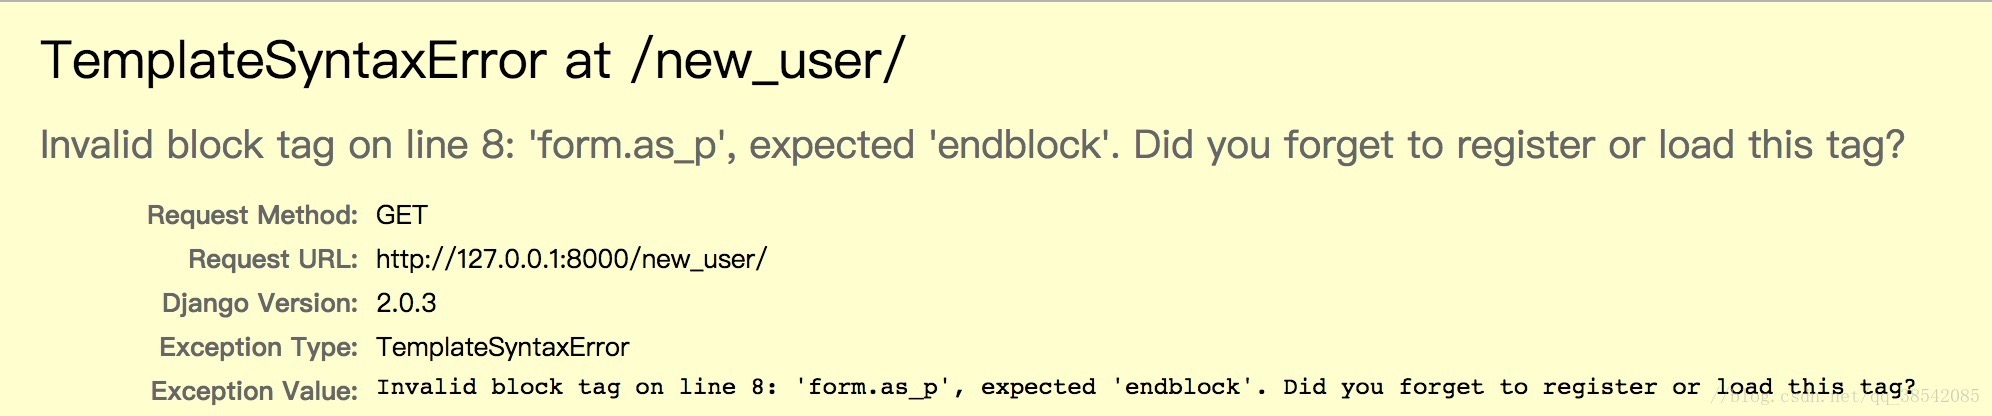 TemplateSyntaxError at /new_user/
Invalid block tag on line 8: 'form.as_p', expected 'endblock'. Did you forget to register or load this tag?
Request Method: GET
Request URL: http://127.0.0.1:8000/new_user/
Django Version: 2.0.3
Exception Type: TemplateSyntaxError
Exception Value: Invalid block tag on line 8: 'form.as_p', expected 'endblock'. Did you forget to register or load this tag?
//blog.csdn.net/qq_38542085